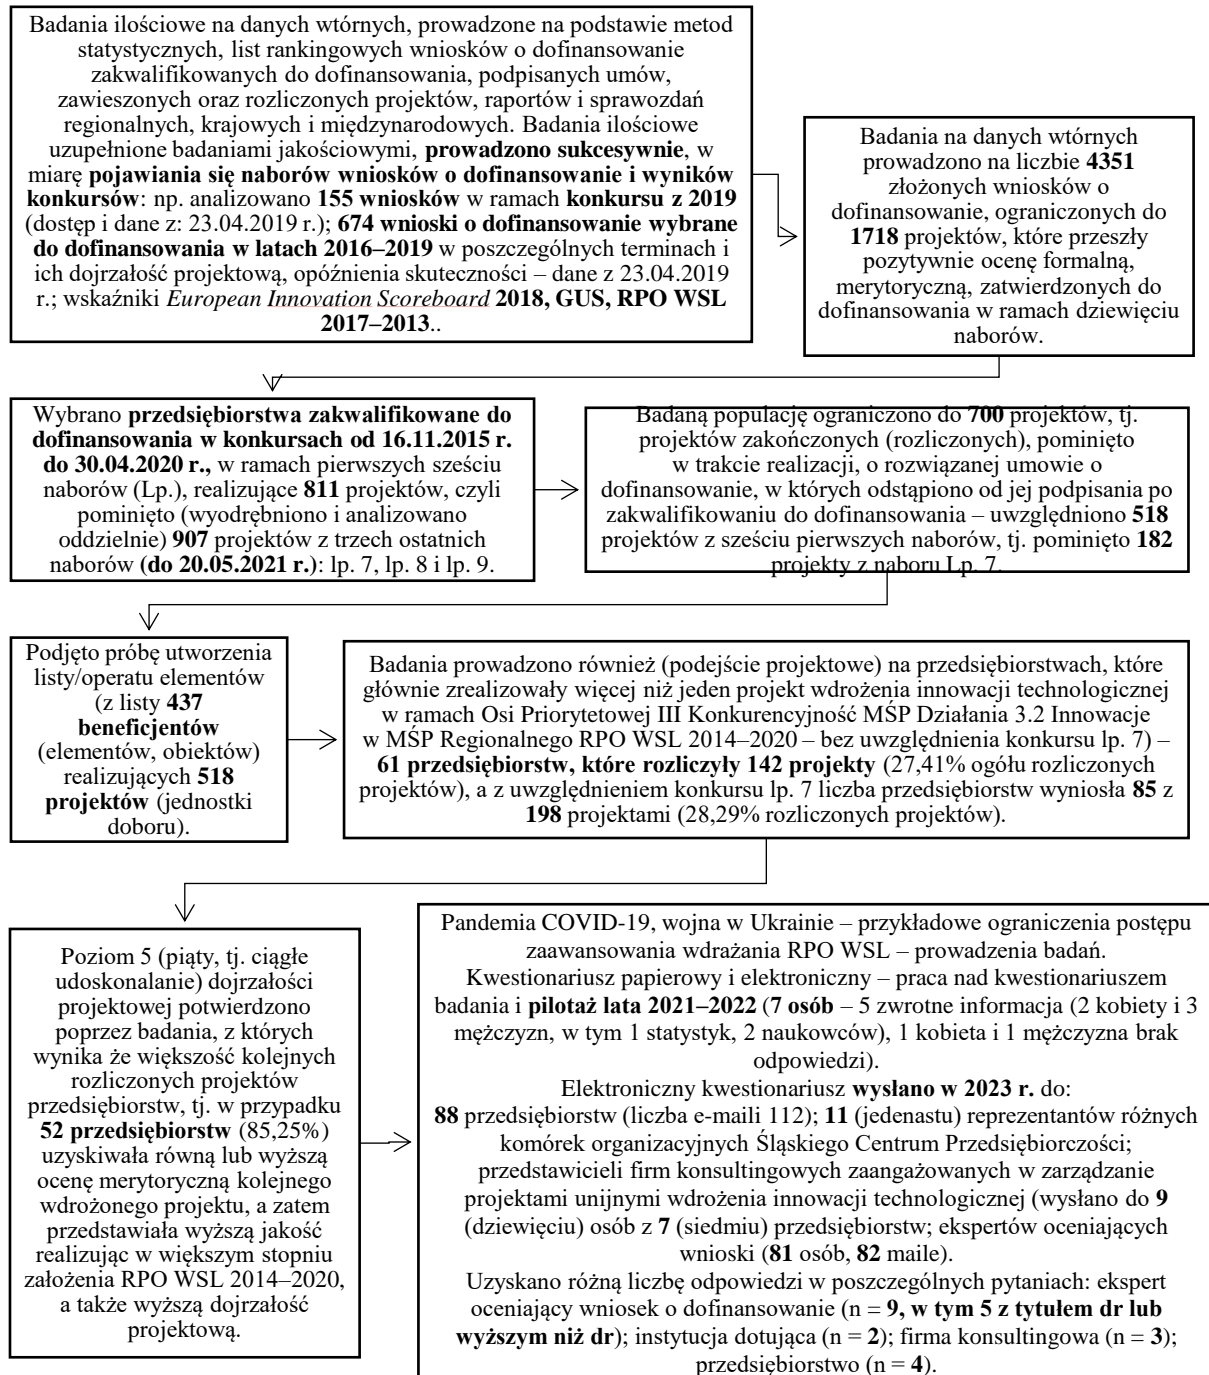 Badania ilościowe na danych wtórnych, prowadzone na podstawie metod
statystycznych, list rankingowych wniosków o dofinansowanie
zakwalifikowanych do dofinansowania, podpisanych umów,
zawieszonych oraz rozliczonych projektów, raportów i sprawozdań
regionalnych, krajowych i międzynarodowych. Badania ilościowe
uzupełnione badaniami jakościowymi, prowadzono sukcesywnie, w
miarę pojawiania się naborów wniosków o dofinansowanie i wyników
konkursów: np. analizowano 155 wniosków w ramach konkursu z 2019
(dostęp i dane z: 23.04.2019 r.); 674 wnioski o dofinansowanie wybrane
do dofinansowania w latach 2016–2019 w poszczególnych terminach i
ich dojrzałość projektową, opóźnienia skuteczności – dane z 23.04.2019
r.; wskaźniki European Innovation Scoreboard 2018, GUS, RPO WSL
2017–2013..
Badania na danych wtórnych
prowadzono na liczbie 4351
złożonych wniosków o
dofinansowanie, ograniczonych do
1718 projektów, które przeszły
pozytywnie ocenę formalną,
merytoryczną, zatwierdzonych do
dofinansowania w ramach dziewięciu
naborów.
Wybrano przedsiębiorstwa zakwalifikowane do
dofinansowania w konkursach od 16.11.2015 r.
do 30.04.2020 r., w ramach pierwszych sześciu
naborów (Lp.), realizujące 811 projektów, czyli
pominięto (wyodrębniono i analizowano
oddzielnie) 907 projektów z trzech ostatnich
naborów (do 20.05.2021 r.): lp. 7, lp. 8 i lp. 9.
Badaną populację ograniczono do 700 projektów, tj.
projektów zakończonych (rozliczonych), pominięto
w trakcie realizacji, o rozwiązanej umowie o
dofinansowanie, w których odstąpiono od jej podpisania po
zakwalifikowaniu do dofinansowania – uwzględniono 518
projektów z sześciu pierwszych naborów, tj. pominięto 182
projekty z naboru Lp. 7.
Podjęto próbę utworzenia
listy/operatu elementów
(z listy 437
beneficjentów
(elementów, obiektów)
realizujących 518
projektów (jednostki
doboru).
Badania prowadzono również (podejście projektowe) na przedsiębiorstwach, które
głównie zrealizowały więcej niż jeden projekt wdrożenia innowacji technologicznej
w ramach Osi Priorytetowej III Konkurencyjność MŚP Działania 3.2 Innowacje
w MŚP Regionalnego RPO WSL 2014–2020 – bez uwzględnienia konkursu lp. 7) –
61 przedsiębiorstw, które rozliczyły 142 projekty (27,41% ogółu rozliczonych
projektów), a z uwzględnieniem konkursu lp. 7 liczba przedsiębiorstw wyniosła 85 z
198 projektami (28,29% rozliczonych projektów).
Poziom 5 (piąty, tj. ciągłe
udoskonalanie) dojrzałości
projektowej potwierdzono
poprzez badania, z których
wynika że większość kolejnych
rozliczonych projektów
przedsiębiorstw, tj. w przypadku
52 przedsiębiorstw (85,25%)
uzyskiwała równą lub wyższą
ocenę merytoryczną kolejnego
wdrożonego projektu, a zatem
przedstawiała wyższą jakość
realizując w większym stopniu
założenia RPO WSL 2014–2020,
a także wyższą dojrzałość
projektową.
Pandemia COVID-19, wojna w Ukrainie – przykładowe ograniczenia postępu
zaawansowania wdrażania RPO WSL – prowadzenia badań.
Kwestionariusz papierowy i elektroniczny – praca nad kwestionariuszem
badania i pilotaż lata 2021–2022 (7 osób – 5 zwrotne informacja (2 kobiety i 3
mężczyzn, w tym 1 statystyk, 2 naukowców), 1 kobieta i 1 mężczyzna brak
odpowiedzi).
Elektroniczny kwestionariusz wysłano w 2023 r. do:
88 przedsiębiorstw (liczba e-maili 112); 11 (jedenastu) reprezentantów różnych
komórek organizacyjnych Śląskiego Centrum Przedsiębiorczości;
przedstawicieli firm konsultingowych zaangażowanych w zarządzanie
projektami unijnymi wdrożenia innowacji technologicznej (wysłano do 9
(dziewięciu) osób z 7 (siedmiu) przedsiębiorstw; ekspertów oceniających
wnioski (81 osób, 82 maile).
Uzyskano różną liczbę odpowiedzi w poszczególnych pytaniach: ekspert
oceniający wniosek o dofinansowanie (n = 9, w tym 5 z tytułem dr lub
wyższym niż dr); instytucja dotująca (n = 2); firma konsultingowa (n = 3);
przedsiębiorstwo (n = 4).